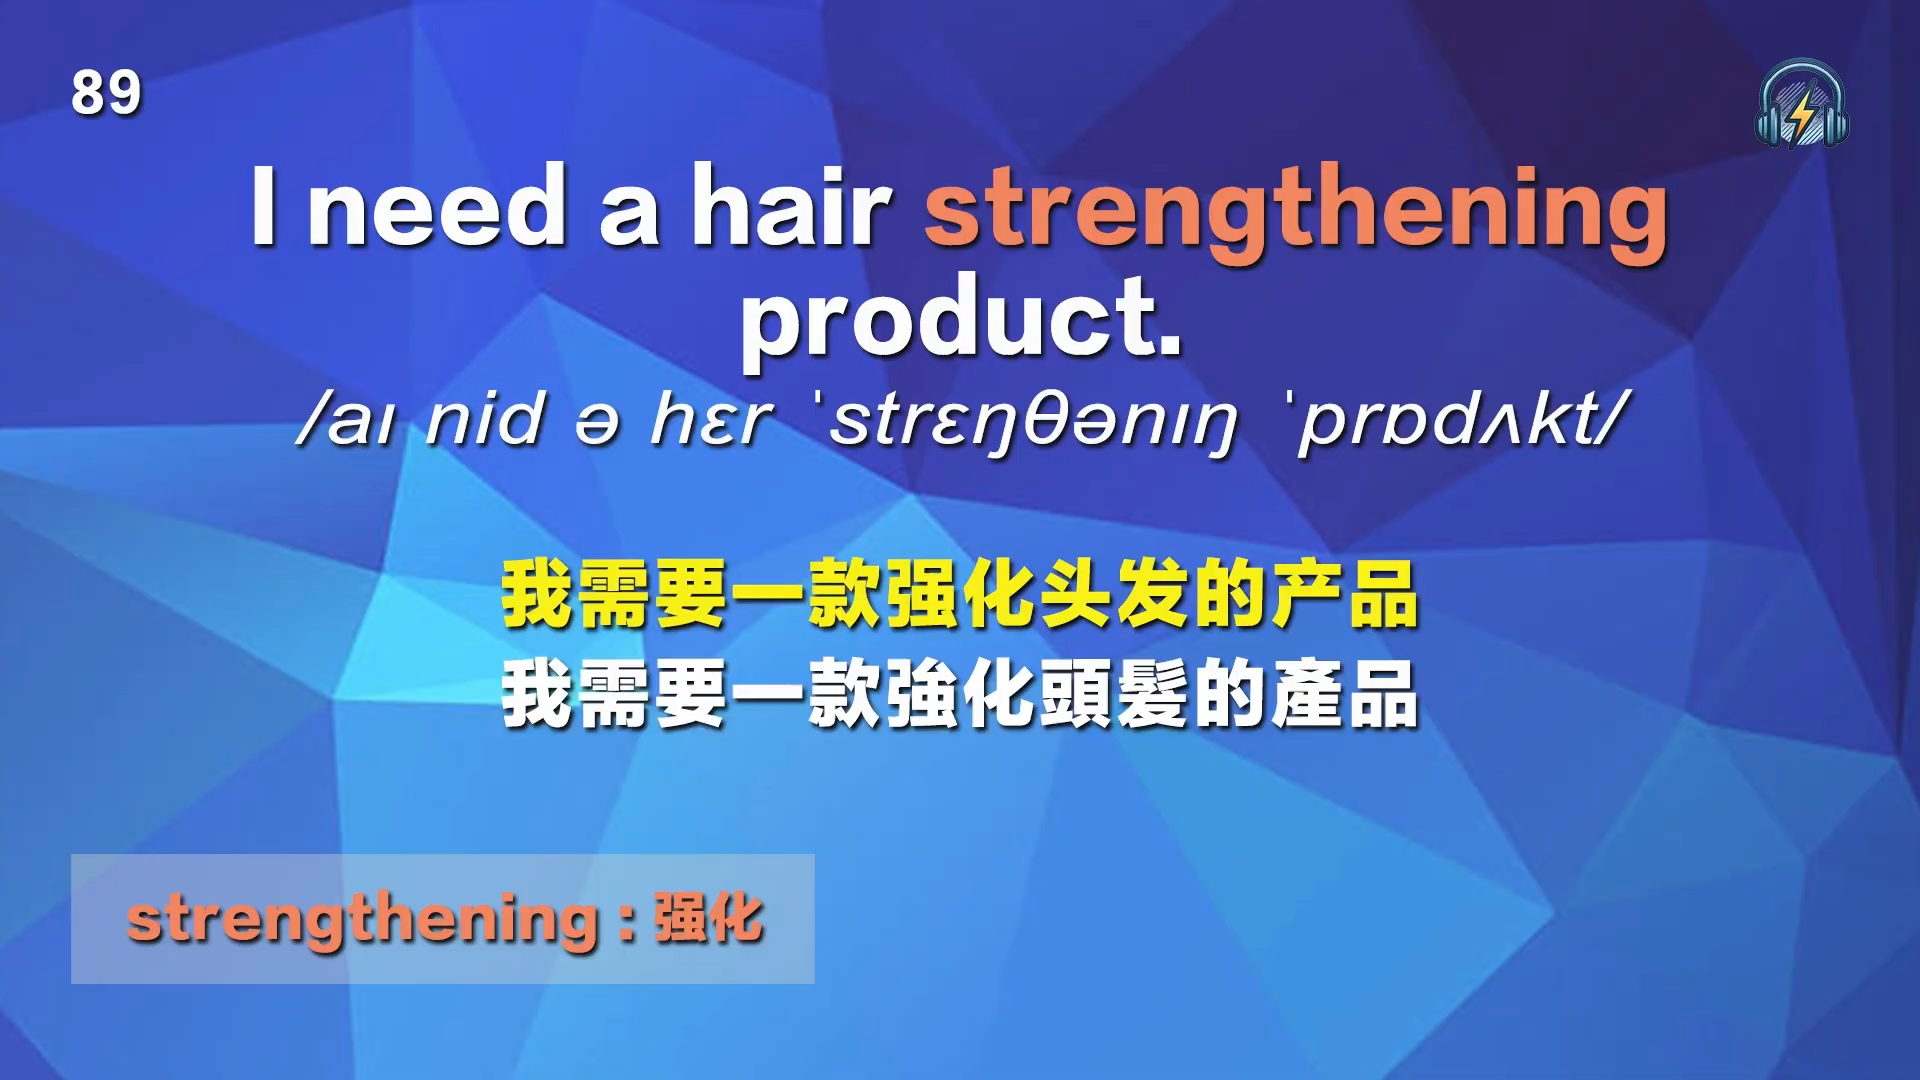 89
I need a hair strengthening
product.
/aɪ nid ə hɛr ˈstrɛŋθənɪŋ ˈprɒdʌkt/
我需要一款强化头发的产品
我需要一款強化頭髮的產品
strengthening : 强化